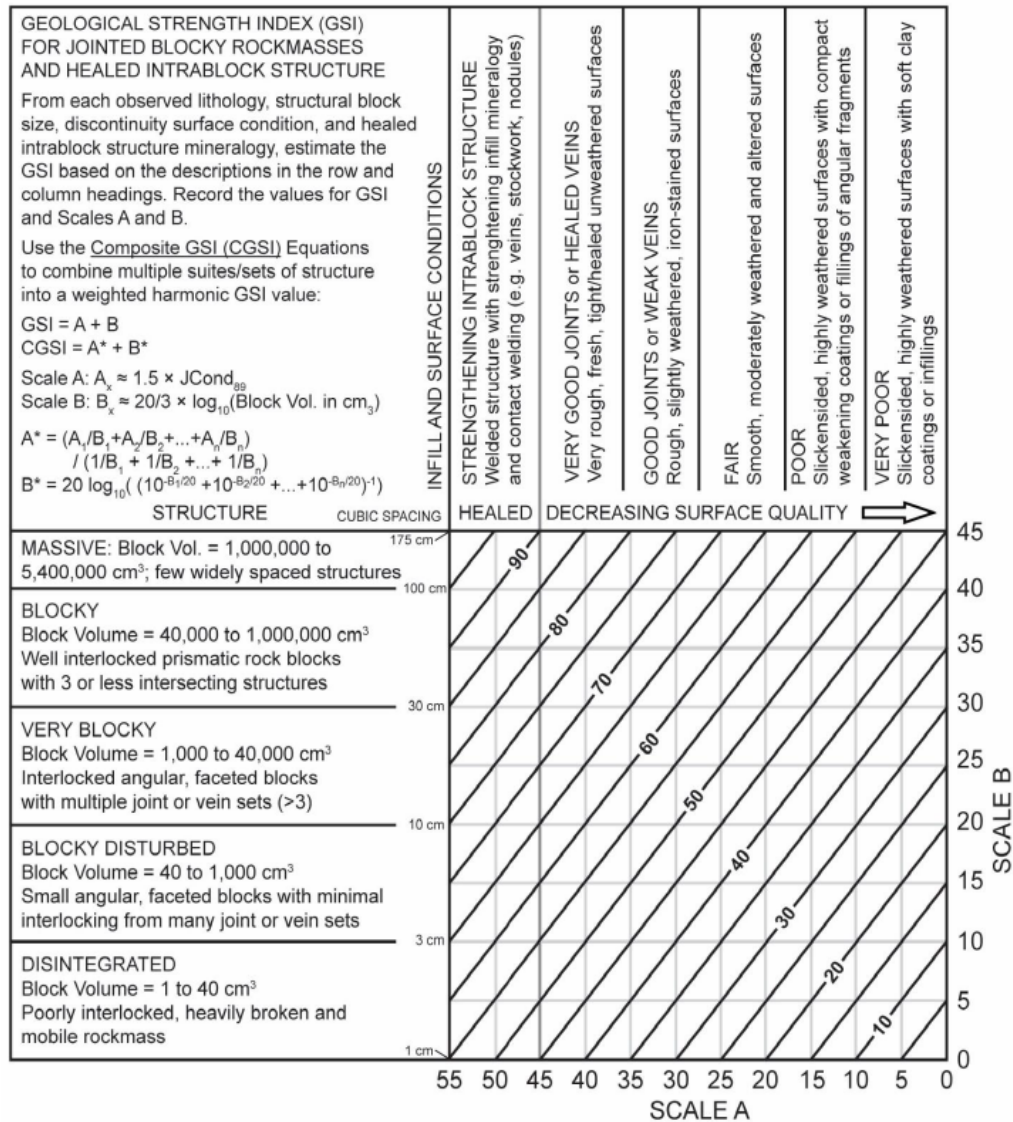 GEOLOGICAL STRENGTH INDEX (GSI)
FOR JOINTED BLOCKY ROCKMASSES
AND HEALED INTRABLOCK STRUCTURE
From each observed lithology, structural block
size, discontinuity surface condition, and healed
intrablock structure mineralogy, estimate the
GSI based on the descriptions in the row and
column headings. Record the values for GSI
and Scales A and B.
Use the Composite GSI (CGSI) Equations
to combine multiple suites/sets of structure
into a weighted harmonic GSI value:
GSI = A + B
CGSI = A* + B*
Scale A: Aₓ ≈ 1.5 × JCond₈₉
Scale B: Bₓ ≈ 20/3 × log₁₀(Block Vol. in cm₃)
A* = (A₁/B₁+A₂/B₂+...+Aₙ/Bₙ)
/ (1/B₁ + 1/B₂ +...+ 1/Bₙ)
B* = 20 log₁₀( (10^-B₁/20 +10^-B₂/20 +...+10^-Bₙ/20)^-1)
STRUCTURE
CUBIC SPACING
INFILL AND SURFACE CONDITIONS
STRENGTHENING INTRABLOCK STRUCTURE
Welded structure with strenghtening infill mineralogy
and contact welding (e.g. veins, stockwork, nodules)
VERY GOOD JOINTS or HEALED VEINS
Very rough, fresh, tight/healed unweathered surfaces
GOOD JOINTS or WEAK VEINS
Rough, slightly weathered, iron-stained surfaces
FAIR
Smooth, moderately weathered and altered surfaces
POOR
Slickensided, highly weathered surfaces with compact
weakening coatings or fillings of angular fragments
VERY POOR
Slickensided, highly weathered surfaces with soft clay
coatings or infillings
HEALED
DECREASING SURFACE QUALITY
MASSIVE: Block Vol. = 1,000,000 to
5,400,000 cm³; few widely spaced structures
BLOCKY
Block Volume = 40,000 to 1,000,000 cm³
Well interlocked prismatic rock blocks
with 3 or less intersecting structures
VERY BLOCKY
Block Volume = 1,000 to 40,000 cm³
Interlocked angular, faceted blocks
with multiple joint or vein sets (>3)
BLOCKY DISTURBED
Block Volume = 40 to 1,000 cm³
Small angular, faceted blocks with minimal
interlocking from many joint or vein sets
DISINTEGRATED
Block Volume = 1 to 40 cm³
Poorly interlocked, heavily broken and
mobile rockmass
175 cm
100 cm
30 cm
10 cm
3 cm
1 cm
90
80
70
60
50
40
30
20
10
45
40
35
30
25
20
15
10
5
0
SCALE B
55 50 45 40 35 30 25 20 15 10 5 0
SCALE A